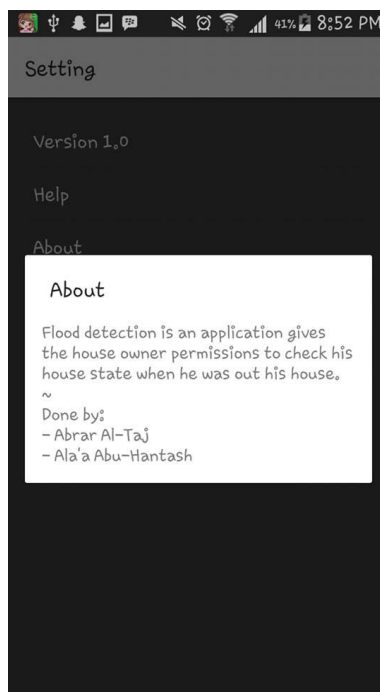 41% 8:52 PM
Setting
Version 1.0
Help
About
About
Flood detection is an application gives
the house owner permissions to check his
house state when he was out his house.
~
Done by:
- Abrar Al-Taj
- Ala'a Abu-Hantash